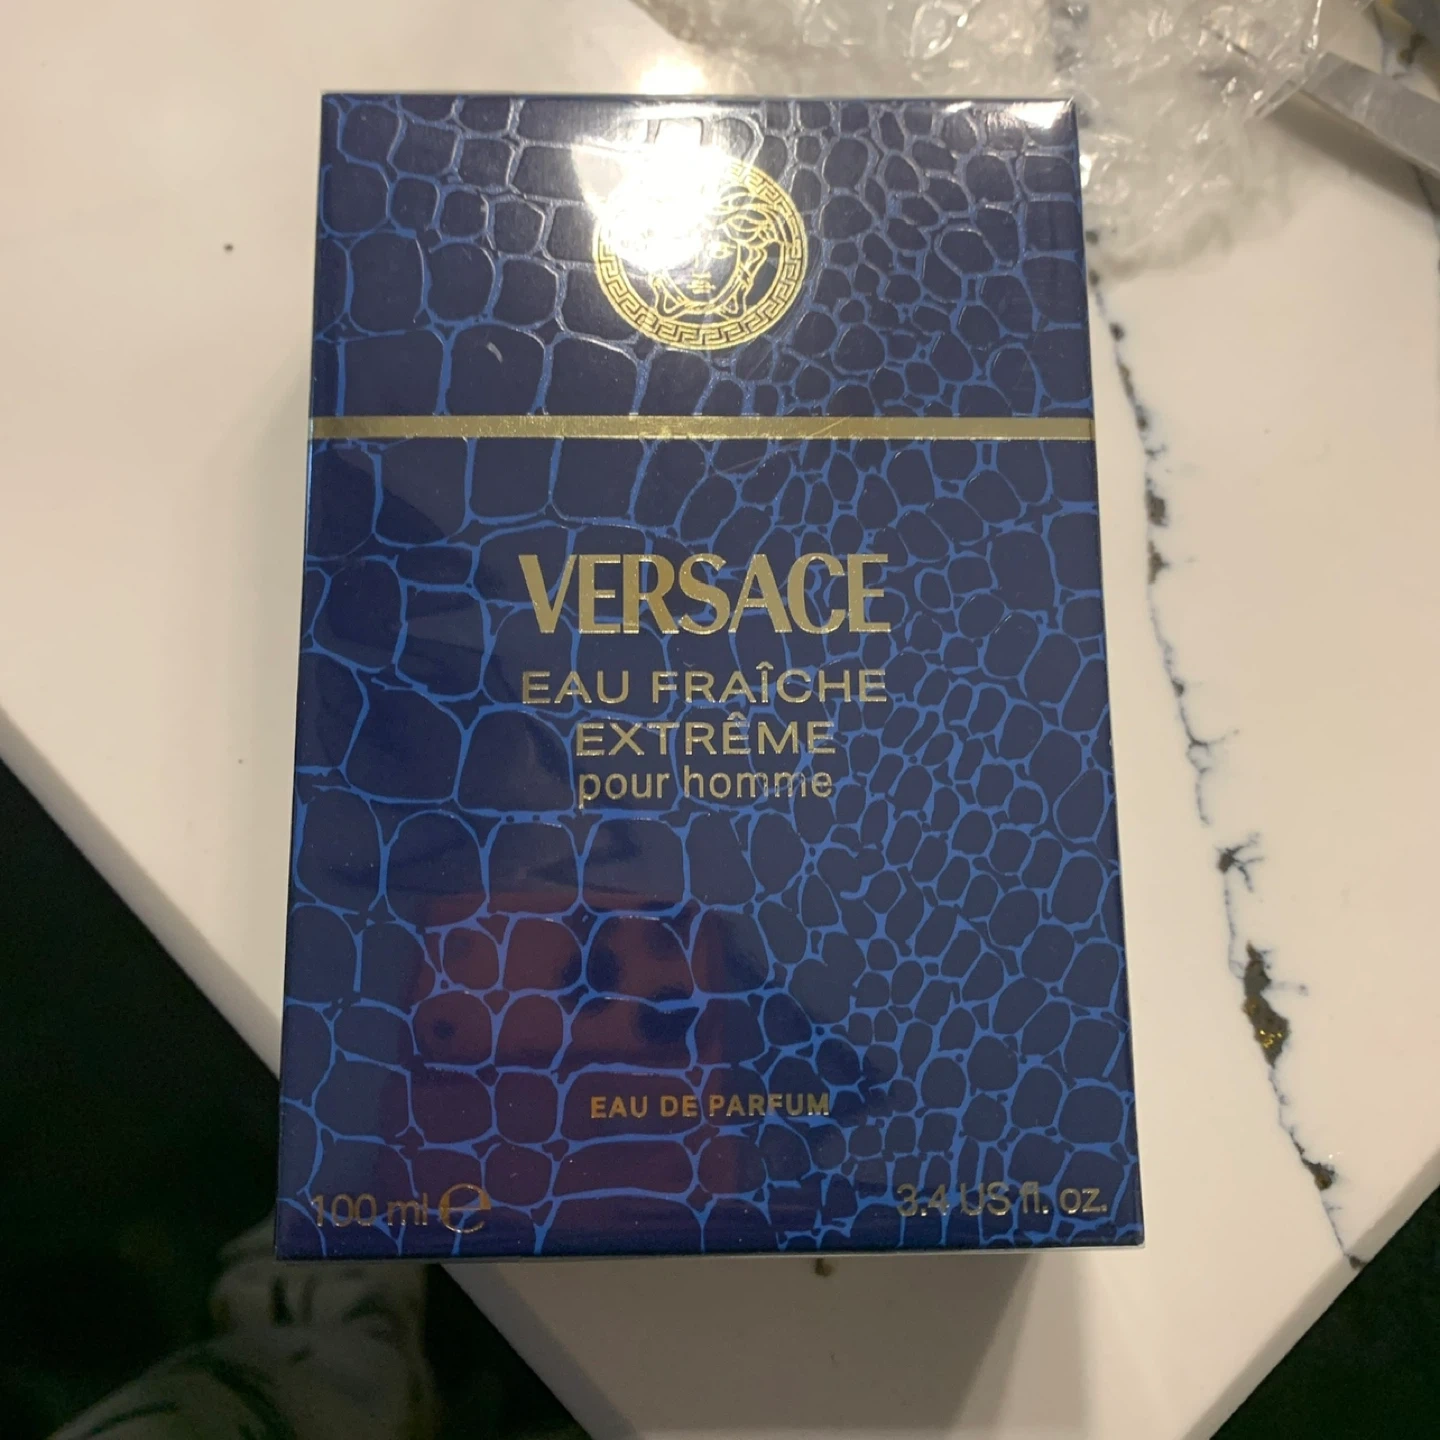 VERSACE
EAU FRAÎCHE
EXTRÊME
pour homme
EAU DE PARFUM
100 ml ℮
3.4 US fl. oz.